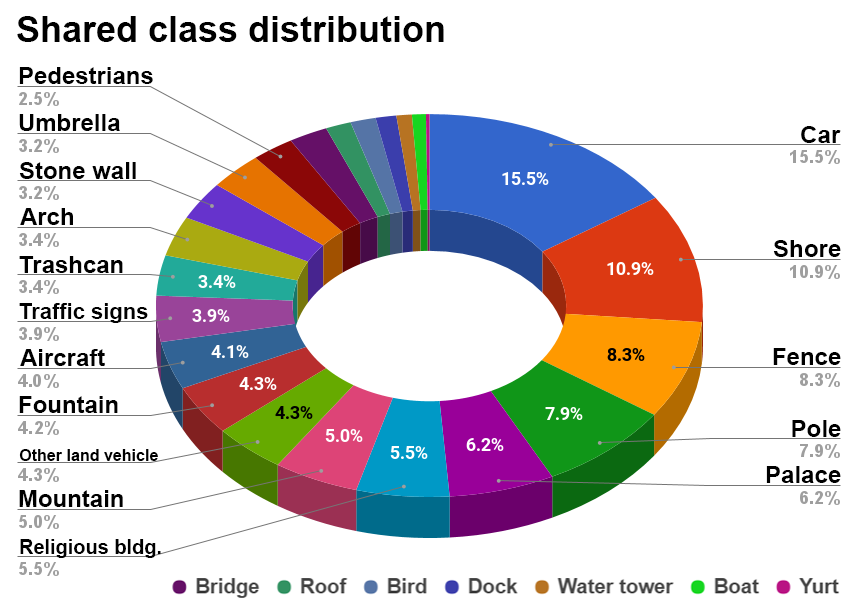 Shared class distribution
Pedestrians
2.5%
Umbrella
3.2%
Stone wall
3.2%
Arch
3.4%
Trashcan
3.4%
Traffic signs
3.9%
Aircraft
4.0%
Fountain
4.2%
Other land vehicle
4.3%
Mountain
5.0%
Religious bldg.
5.5%
Car
15.5%
Shore
10.9%
Fence
8.3%
Pole
7.9%
Palace
6.2%
15.5%
10.9%
8.3%
7.9%
6.2%
5.5%
5.0%
4.3%
4.3%
4.1%
3.9%
3.4%
Bridge Roof Bird Dock Water tower Boat Yurt